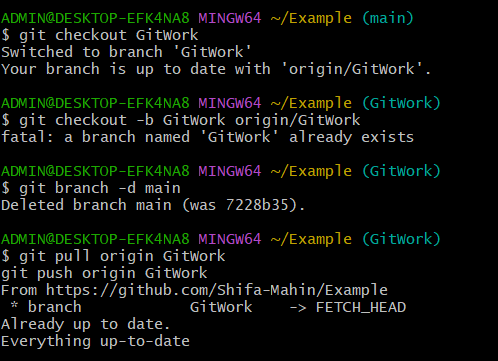 ADMIN@DESKTOP-EFK4NA8 MINGW64 ~/Example (main)
$ git checkout GitWork
Switched to branch 'GitWork'
Your branch is up to date with 'origin/GitWork'.
ADMIN@DESKTOP-EFK4NA8 MINGW64 ~/Example (GitWork)
$ git checkout -b GitWork origin/GitWork
fatal: a branch named 'GitWork' already exists
ADMIN@DESKTOP-EFK4NA8 MINGW64 ~/Example (GitWork)
$ git branch -d main
Deleted branch main (was 7228b35).
ADMIN@DESKTOP-EFK4NA8 MINGW64 ~/Example (GitWork)
$ git pull origin GitWork
git push origin GitWork
From https://github.com/Shifa-Mahin/Example
 * branch            GitWork    -> FETCH_HEAD
Already up to date.
Everything up-to-date